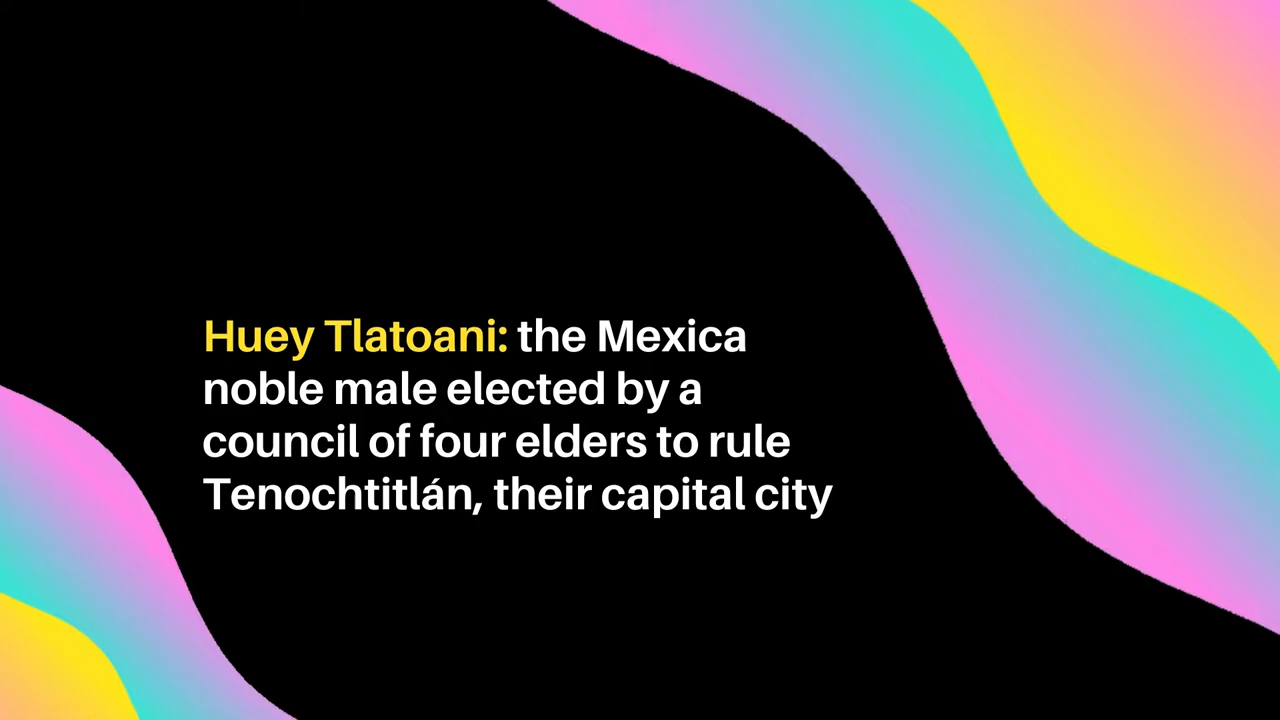 Huey Tlatoani: the Mexica
noble male elected by a
council of four elders to rule
Tenochtitlán, their capital city